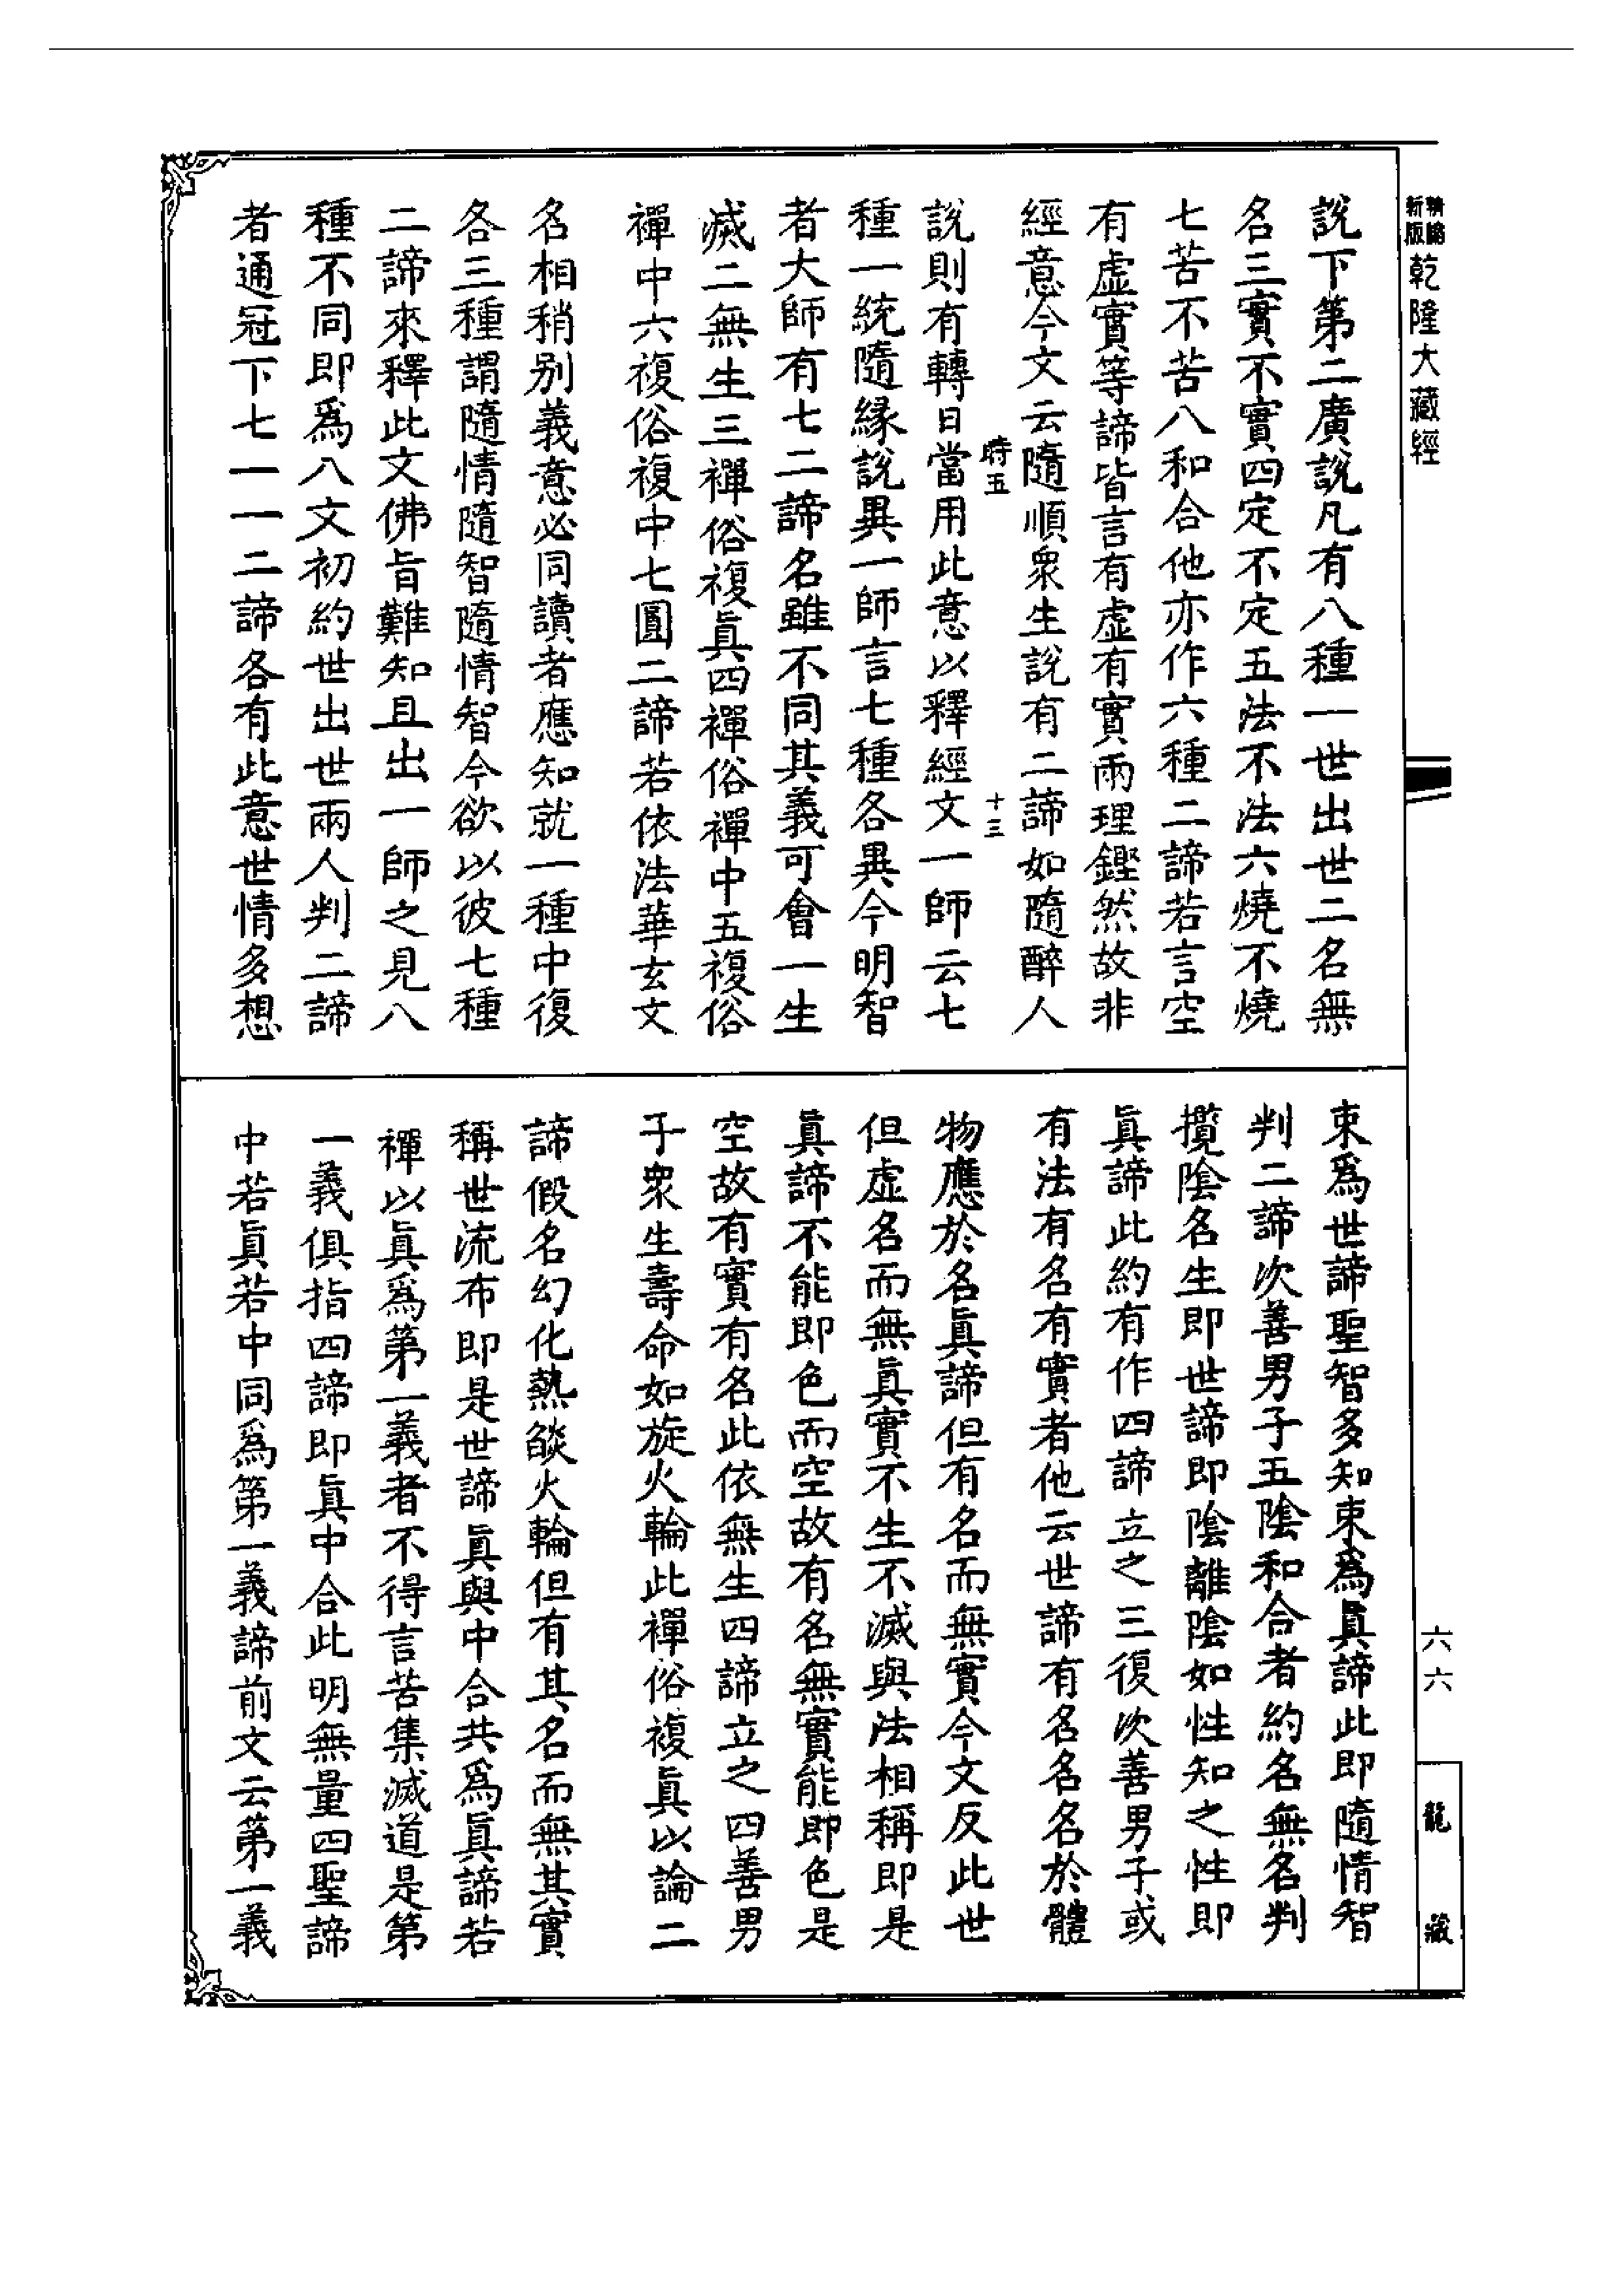 新版 精縮 乾隆大藏經
說下第二廣說凡有八種一世出世二名無
名三實不實四定不定五法不法六燒不燒
七苦不苦八和合他亦作六種二諦若言空
有虛實等諦皆言有虛有實兩理鏗然故非
經意今文云隨順衆生說有二諦如隨醉人
時五 十三
說則有轉日當用此意以釋經文一師云七
種一統隨緣說異一師言七種各異今明智
者大師有七二諦名雖不同其義可會一生
滅二無生三禪俗複眞四禪俗禪中五複俗
禪中六複俗複中七圓二諦若依法華玄文
名相稍别義意必同讀者應知就一種中復
各三種謂隨情隨智隨情智今欲以彼七種
二諦來釋此文佛旨難知且出一師之見八
種不同即爲八文初約世出世兩人判二諦
者通冠下七一一二諦各有此意世情多想
束爲世諦聖智多知束爲眞諦此即隨情智
判二諦次善男子五陰和合者約名無名判
攬陰名生即世諦即陰離陰如性知之性即
眞諦此約有作四諦立之三復次善男子或
有法有名有實者他云世諦有名名名於體
物應於名眞諦但有名而無實今文反此世
但虛名而無眞實不生不滅與法相稱即是
眞諦不能即色而空故有名無實能即色是
空故有實有名此依無生四諦立之四善男
子衆生壽命如旋火輪此禪俗複眞以論二
諦假名幻化熱燄火輪但有其名而無其實
稱世流布即是世諦眞與中合共爲眞諦若
禪以眞爲第一義者不得言苦集滅道是第
一義俱指四諦即眞中合此明無量四聖諦
中若眞若中同爲第一義諦前文云第一義
六六
龍藏